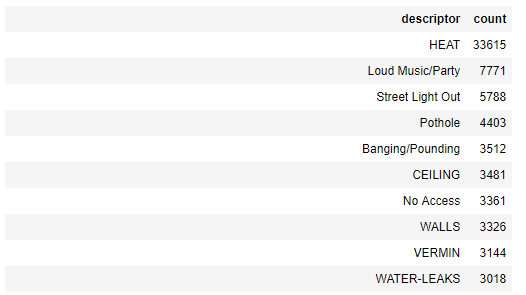 descriptor count
HEAT 33615
Loud Music/Party 7771
Street Light Out 5788
Pothole 4403
Banging/Pounding 3512
CEILING 3481
No Access 3361
WALLS 3326
VERMIN 3144
WATER-LEAKS 3018